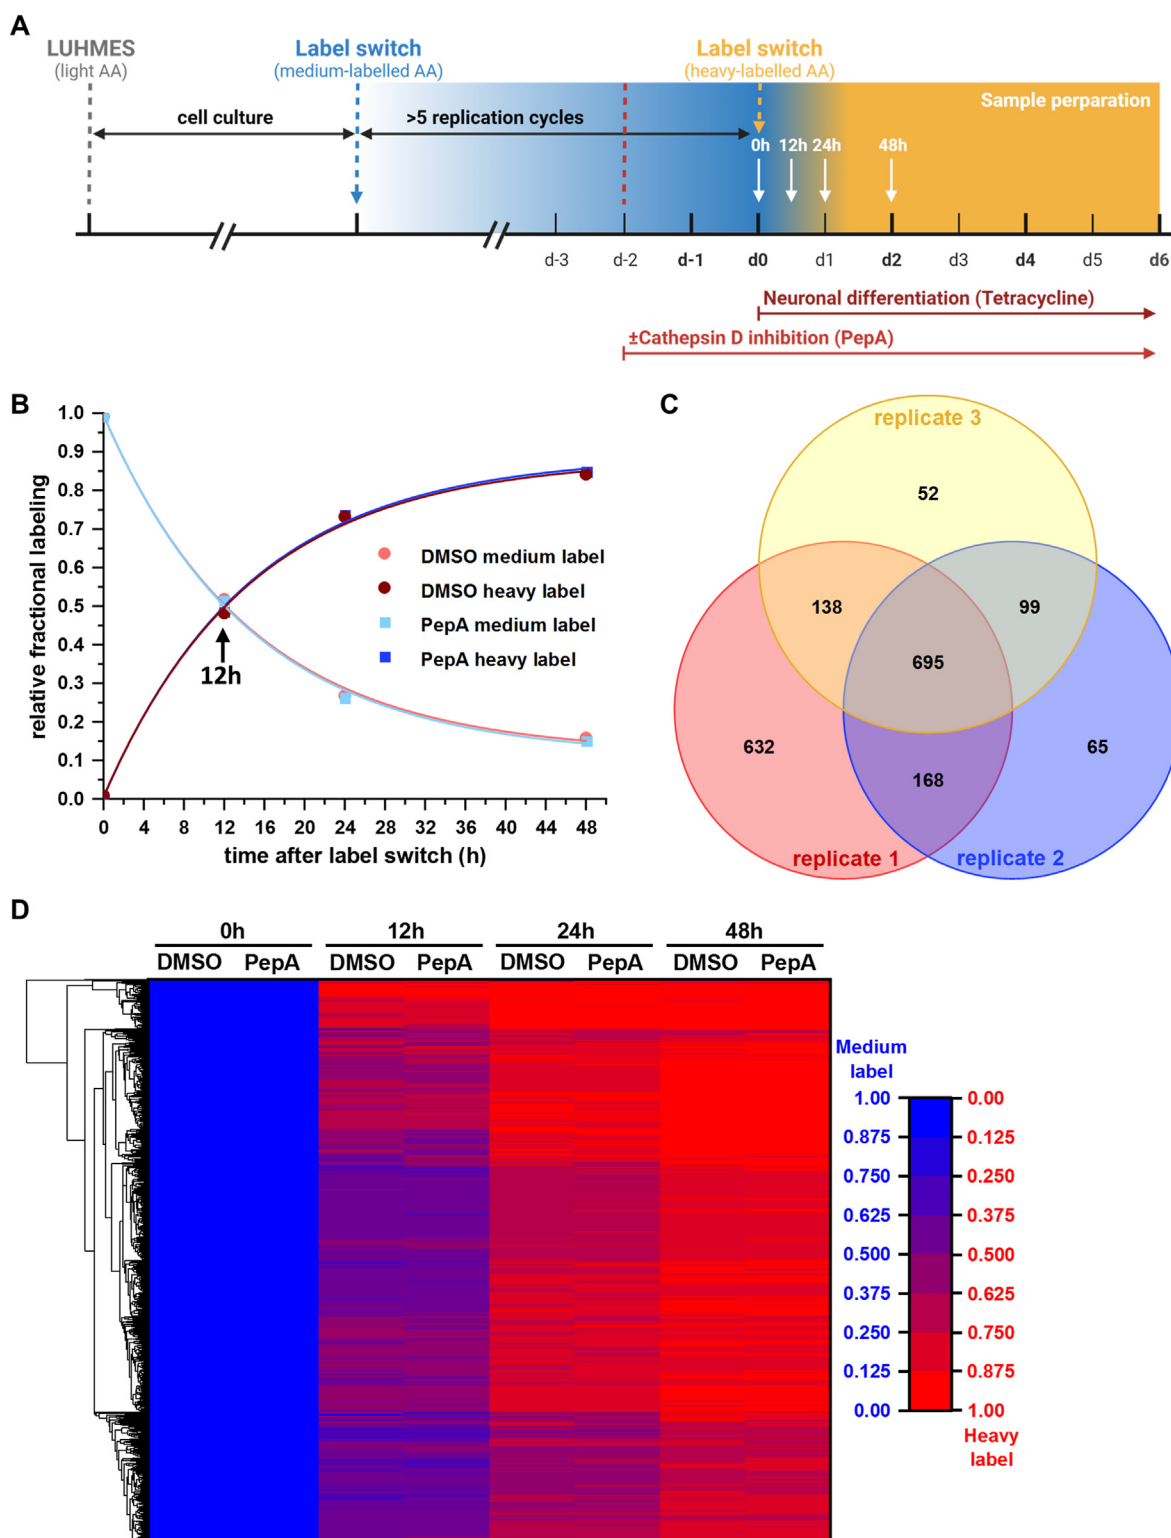 A
LUHMES
(light AA)
Label switch
(medium-labelled AA)
Label switch
(heavy-labelled AA)
Sample perparation
cell culture
>5 replication cycles
0h 12h 24h 48h
d-3 d-2 d-1 d0 d1 d2 d3 d4 d5 d6
Neuronal differentiation (Tetracycline)
±Cathepsin D inhibition (PepA)
B
relative fractional labeling
1.0
0.9
0.8
0.7
0.6
0.5
0.4
0.3
0.2
0.1
0.0
DMSO medium label
DMSO heavy label
PepA medium label
PepA heavy label
12h
0 4 8 12 16 20 24 28 32 36 40 44 48
time after label switch (h)
C
replicate 3
52
138
99
695
632
65
168
replicate 1
replicate 2
D
0h 12h 24h 48h
DMSO PepA DMSO PepA DMSO PepA DMSO PepA
Medium
label
1.00 0.00
0.875 0.125
0.750 0.250
0.625 0.375
0.500 0.500
0.375 0.625
0.250 0.750
0.125 0.875
0.00 1.00
Heavy
label